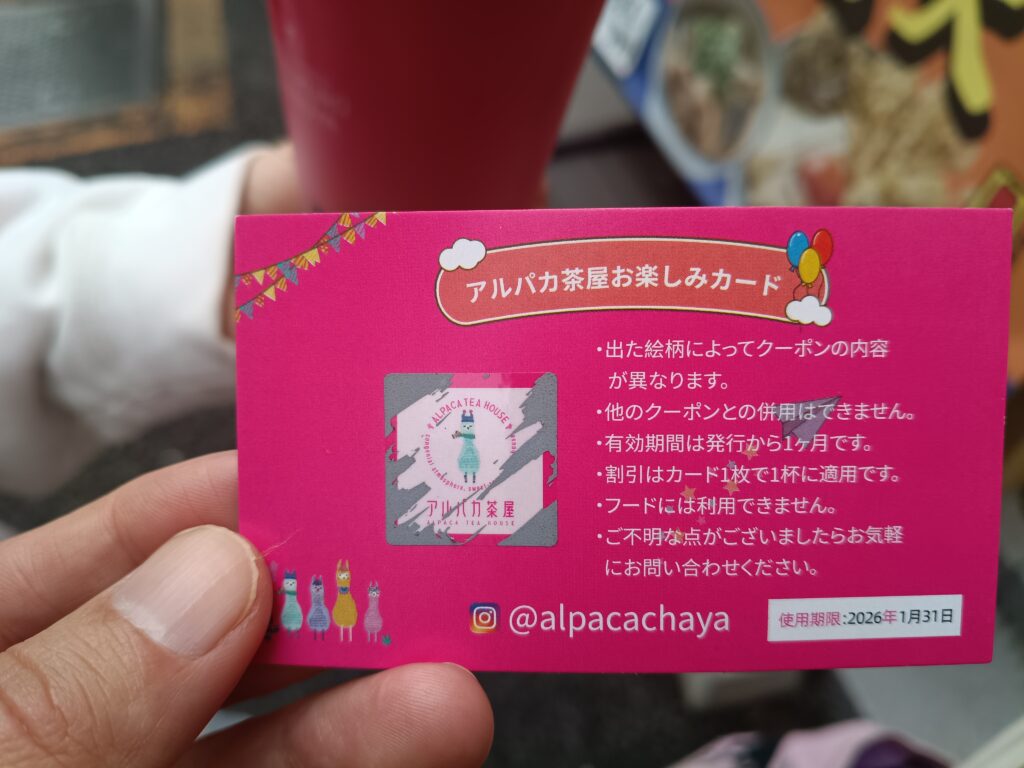 アルパカ茶屋お楽しみカード
・出た絵柄によってクーポンの内容
が異なります。
・他のクーポンとの併用はできません。
・有効期間は発行から1ヶ月です。
・割引はカード1枚で1杯に適用です。
・フードには利用できません。
・ご不明な点がございましたらお気軽
にお問い合わせください。
ALPACA TEA HOUSE
アルパカ茶屋
ALPACA TEA HOUSE
@alpacachaya
使用期限:2026年1月31日